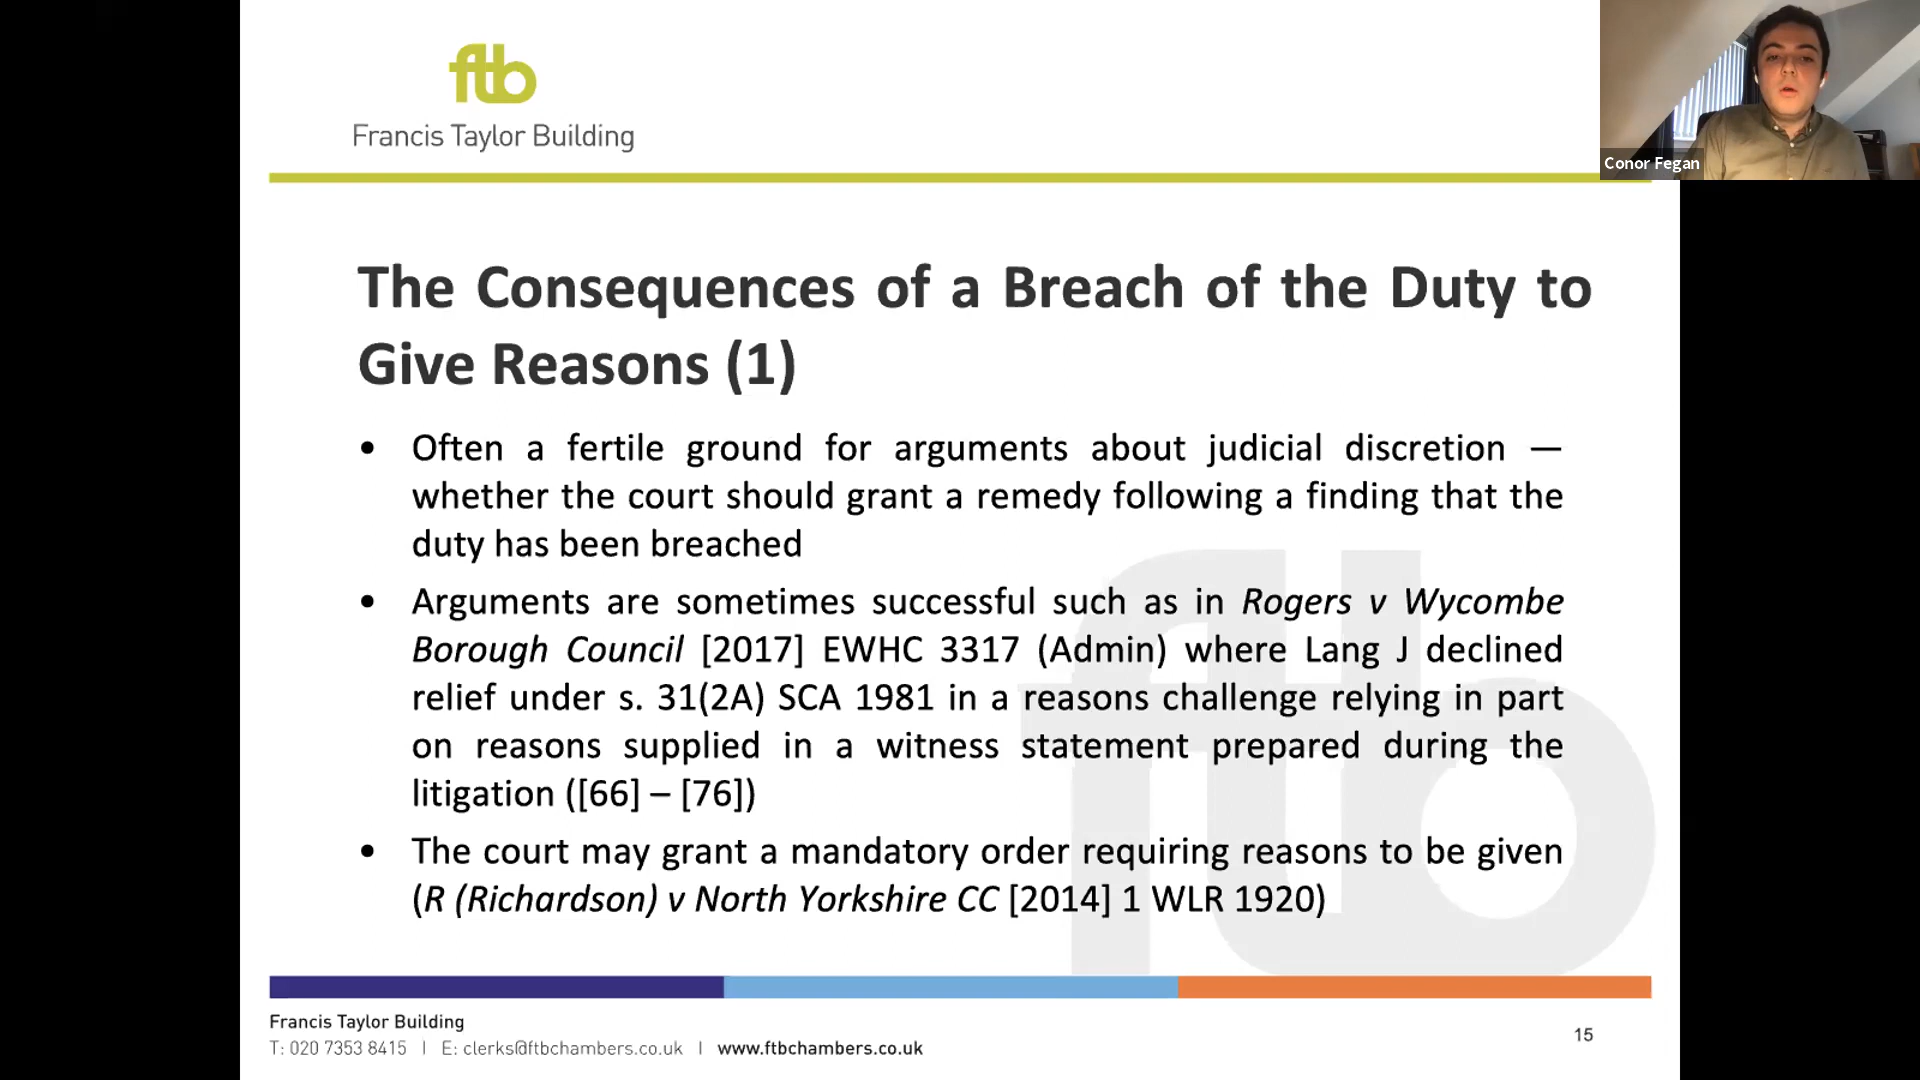 ftb
Francis Taylor Building
Conor Fegan
The Consequences of a Breach of the Duty to
Give Reasons (1)
• Often a fertile ground for arguments about judicial discretion —
whether the court should grant a remedy following a finding that the
duty has been breached
• Arguments are sometimes successful such as in Rogers v Wycombe
Borough Council [2017] EWHC 3317 (Admin) where Lang J declined
relief under s. 31(2A) SCA 1981 in a reasons challenge relying in part
on reasons supplied in a witness statement prepared during the
litigation ([66] – [76])
• The court may grant a mandatory order requiring reasons to be given
(R (Richardson) v North Yorkshire CC [2014] 1 WLR 1920)
ftb
Francis Taylor Building
T: 020 7353 8415 | E: clerks@ftbchambers.co.uk | www.ftbchambers.co.uk
15